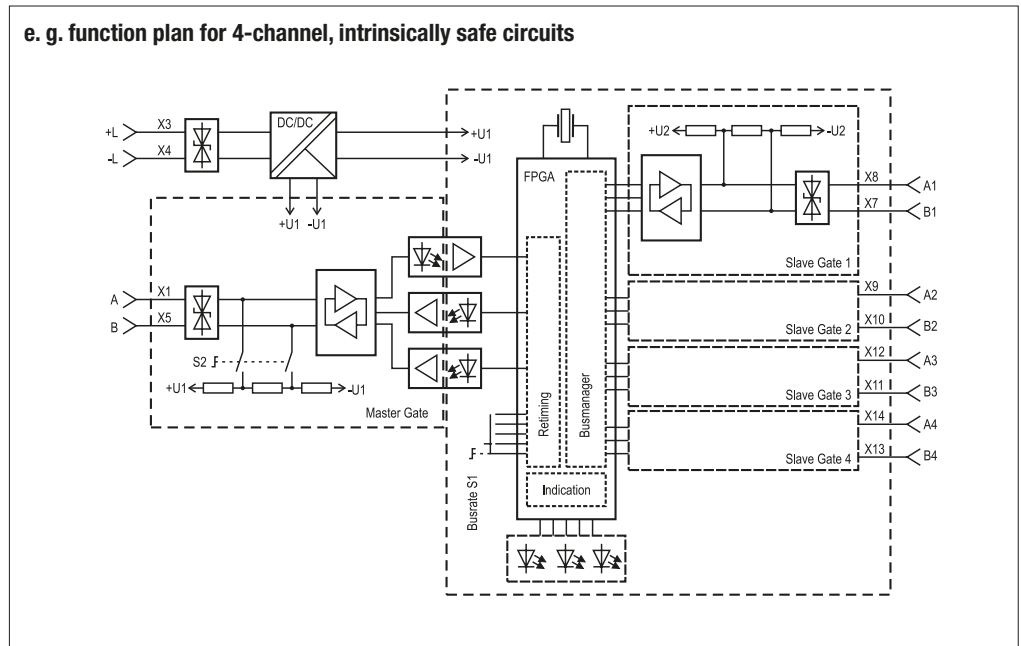 e. g. function plan for 4-channel, intrinsically safe circuits
+L
X3
-L
X4
DC/DC
+U1
-U1
+U1 -U1
FPGA
+U2
-U2
X8
A1
X7
B1
Slave Gate 1
A
X1
B
X5
S2
+U1
-U1
Master Gate
Retiming
Busmanager
X9
A2
X10
B2
Slave Gate 2
X12
A3
X11
B3
Slave Gate 3
X14
A4
X13
B4
Slave Gate 4
Busrate S1
Indication